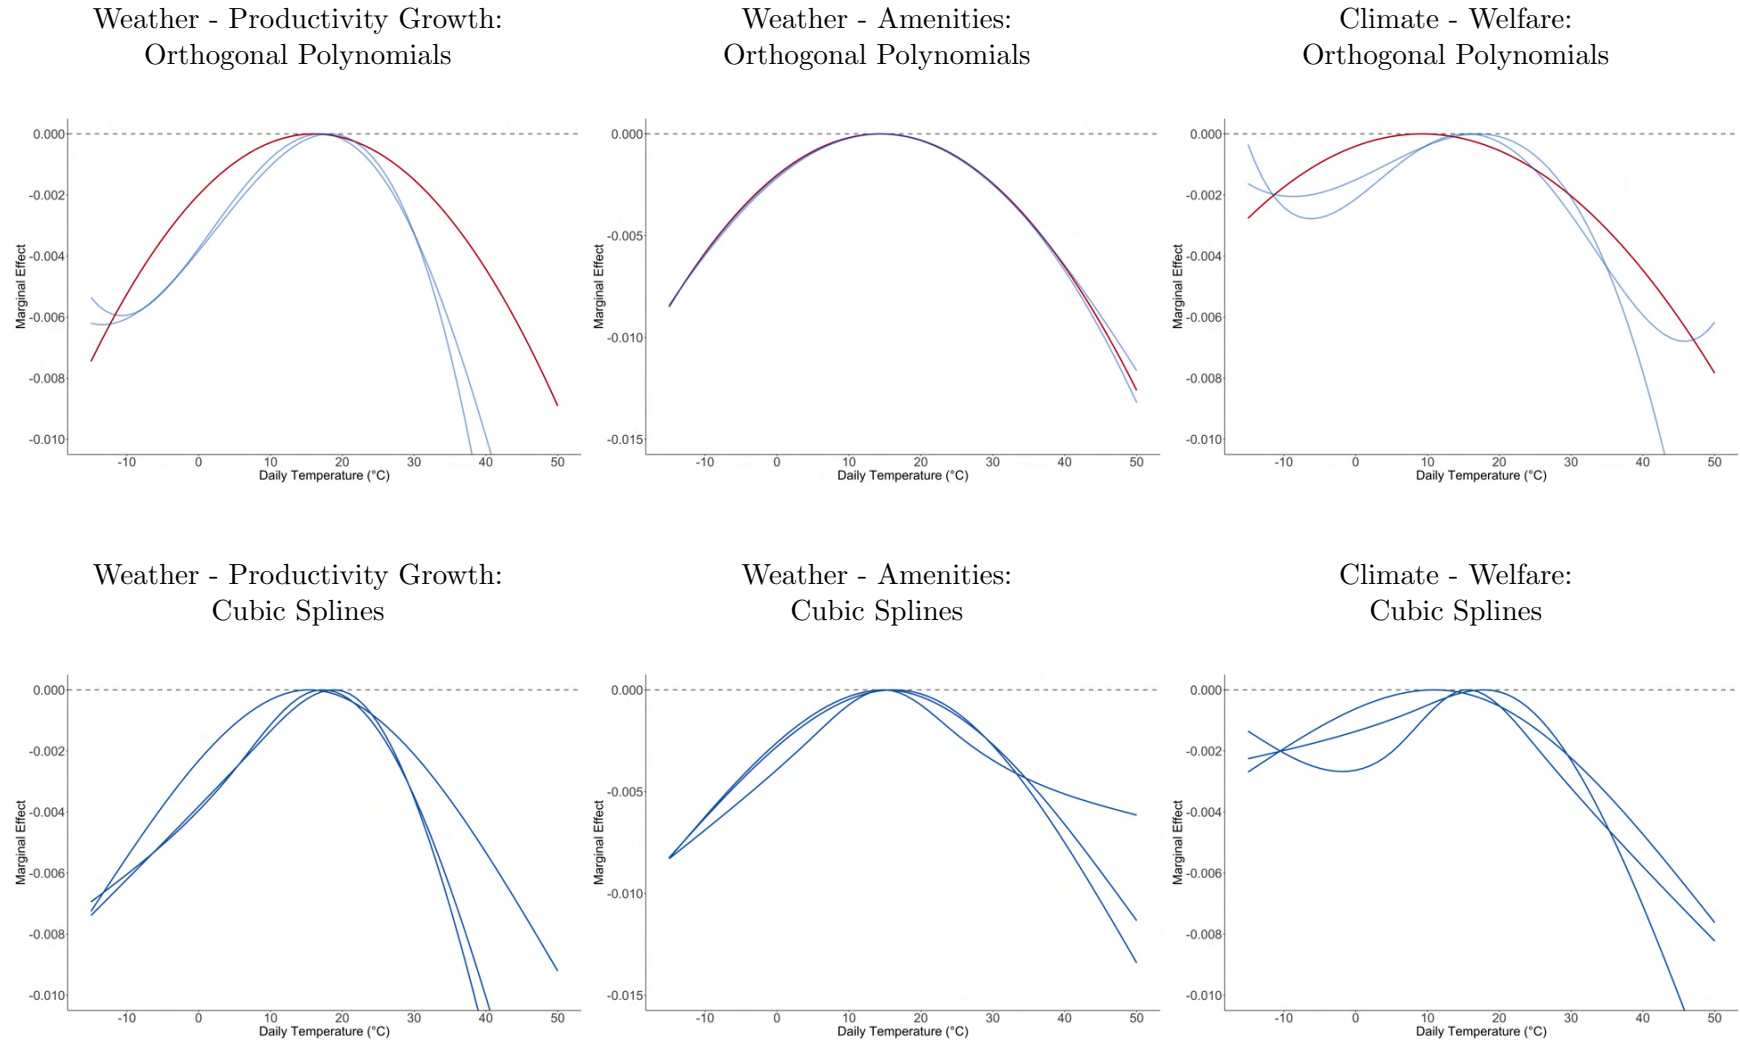 Weather - Productivity Growth:
Orthogonal Polynomials
Weather - Amenities:
Orthogonal Polynomials
Climate - Welfare:
Orthogonal Polynomials
0.000
-0.002
-0.004
-0.006
-0.008
-0.010
Marginal Effect
-10 0 10 20 30 40 50
Daily Temperature (°C)
0.000
-0.005
-0.010
-0.015
Marginal Effect
-10 0 10 20 30 40 50
Daily Temperature (°C)
0.000
-0.002
-0.004
-0.006
-0.008
-0.010
Marginal Effect
-10 0 10 20 30 40 50
Daily Temperature (°C)
Weather - Productivity Growth:
Cubic Splines
Weather - Amenities:
Cubic Splines
Climate - Welfare:
Cubic Splines
0.000
-0.002
-0.004
-0.006
-0.008
-0.010
Marginal Effect
-10 0 10 20 30 40 50
Daily Temperature (°C)
0.000
-0.005
-0.010
-0.015
Marginal Effect
-10 0 10 20 30 40 50
Daily Temperature (°C)
0.000
-0.002
-0.004
-0.006
-0.008
-0.010
Marginal Effect
-10 0 10 20 30 40 50
Daily Temperature (°C)